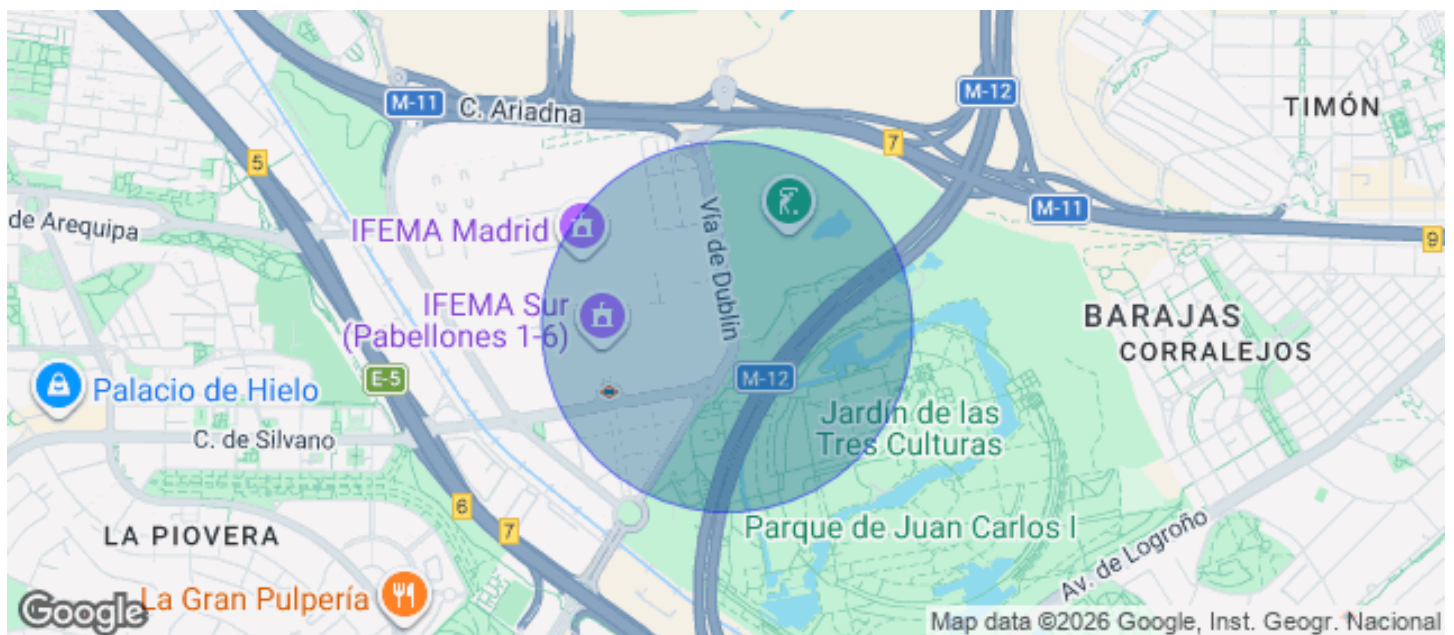 M-11
C. Ariadna
M-12
TIMÓN
5
7
de Arequipa
M-11
9
IFEMA Madrid
Vía de Dublín
IFEMA Sur
(Pabellones 1-6)
BARAJAS
CORRALEJOS
E-5
M-12
Palacio de Hielo
Jardín de las
Tres Culturas
C. de Silvano
6
7
LA PIOVERA
Parque de Juan Carlos I
Av. de Logroño
La Gran Pulpería
Google
Map data ©2026 Google, Inst. Geogr. Nacional